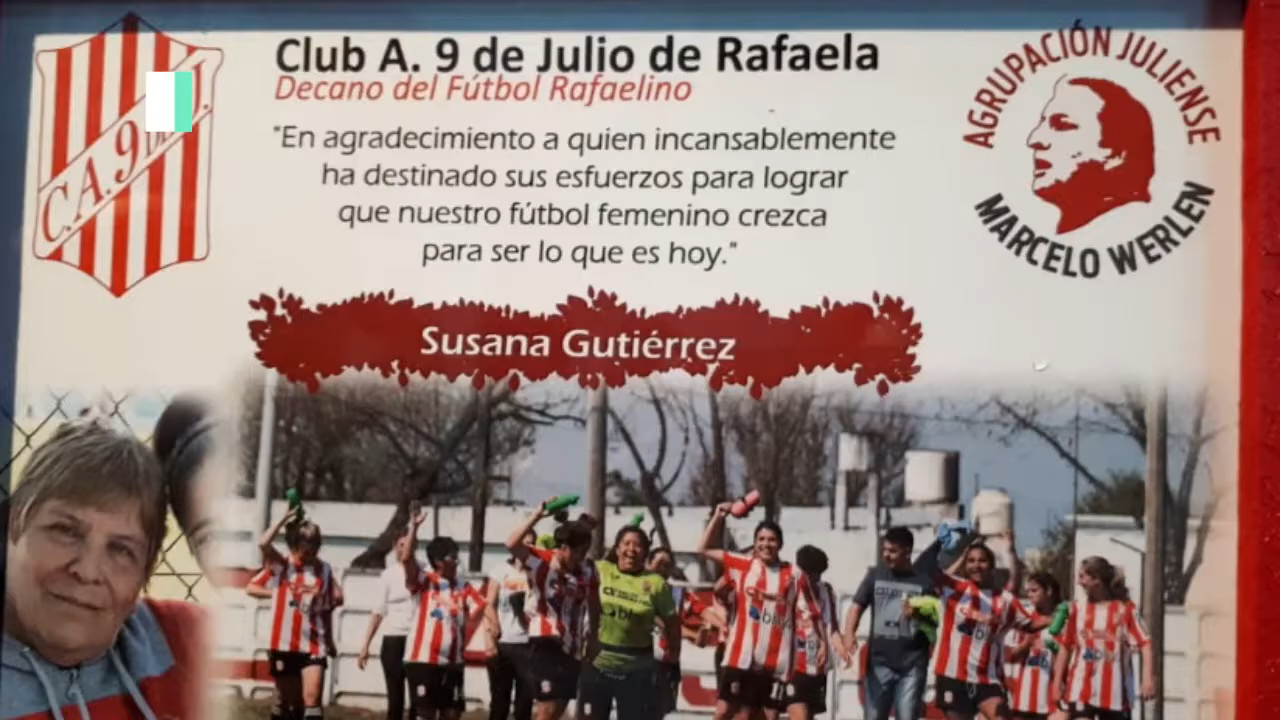 Club A. 9 de Julio de Rafaela
Decano del Fútbol Rafaelino
"En agradecimiento a quien incansablemente
ha destinado sus esfuerzos para lograr
que nuestro fútbol femenino crezca
para ser lo que es hoy."
Susana Gutiérrez
C.A.9
J.
AGRUPACIÓN JULIENSE
MARCELO WERLEN